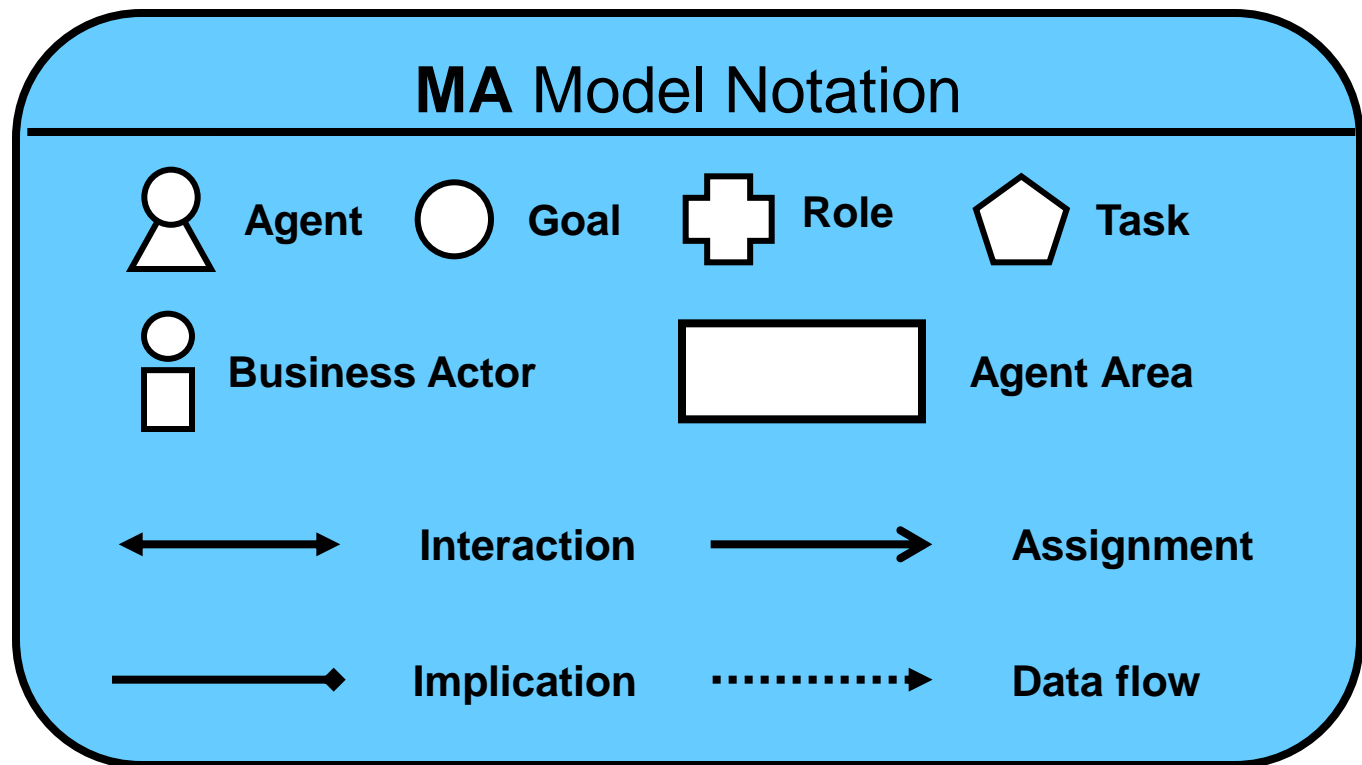 MA Model Notation
Agent
Goal
Role
Task
Business Actor
Agent Area
Interaction
Assignment
Implication
Data flow